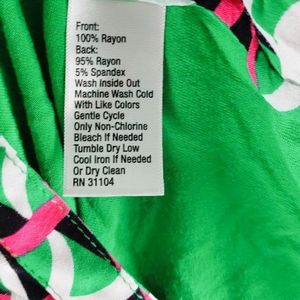 Front:
100% Rayon
Back:
95% Rayon
5% Spandex
Wash Inside Out
Machine Wash Cold
With Like Colors
Gentle Cycle
Only Non-Chlorine
Bleach If Needed
Tumble Dry Low
Cool Iron If Needed
Or Dry Clean
RN 31104